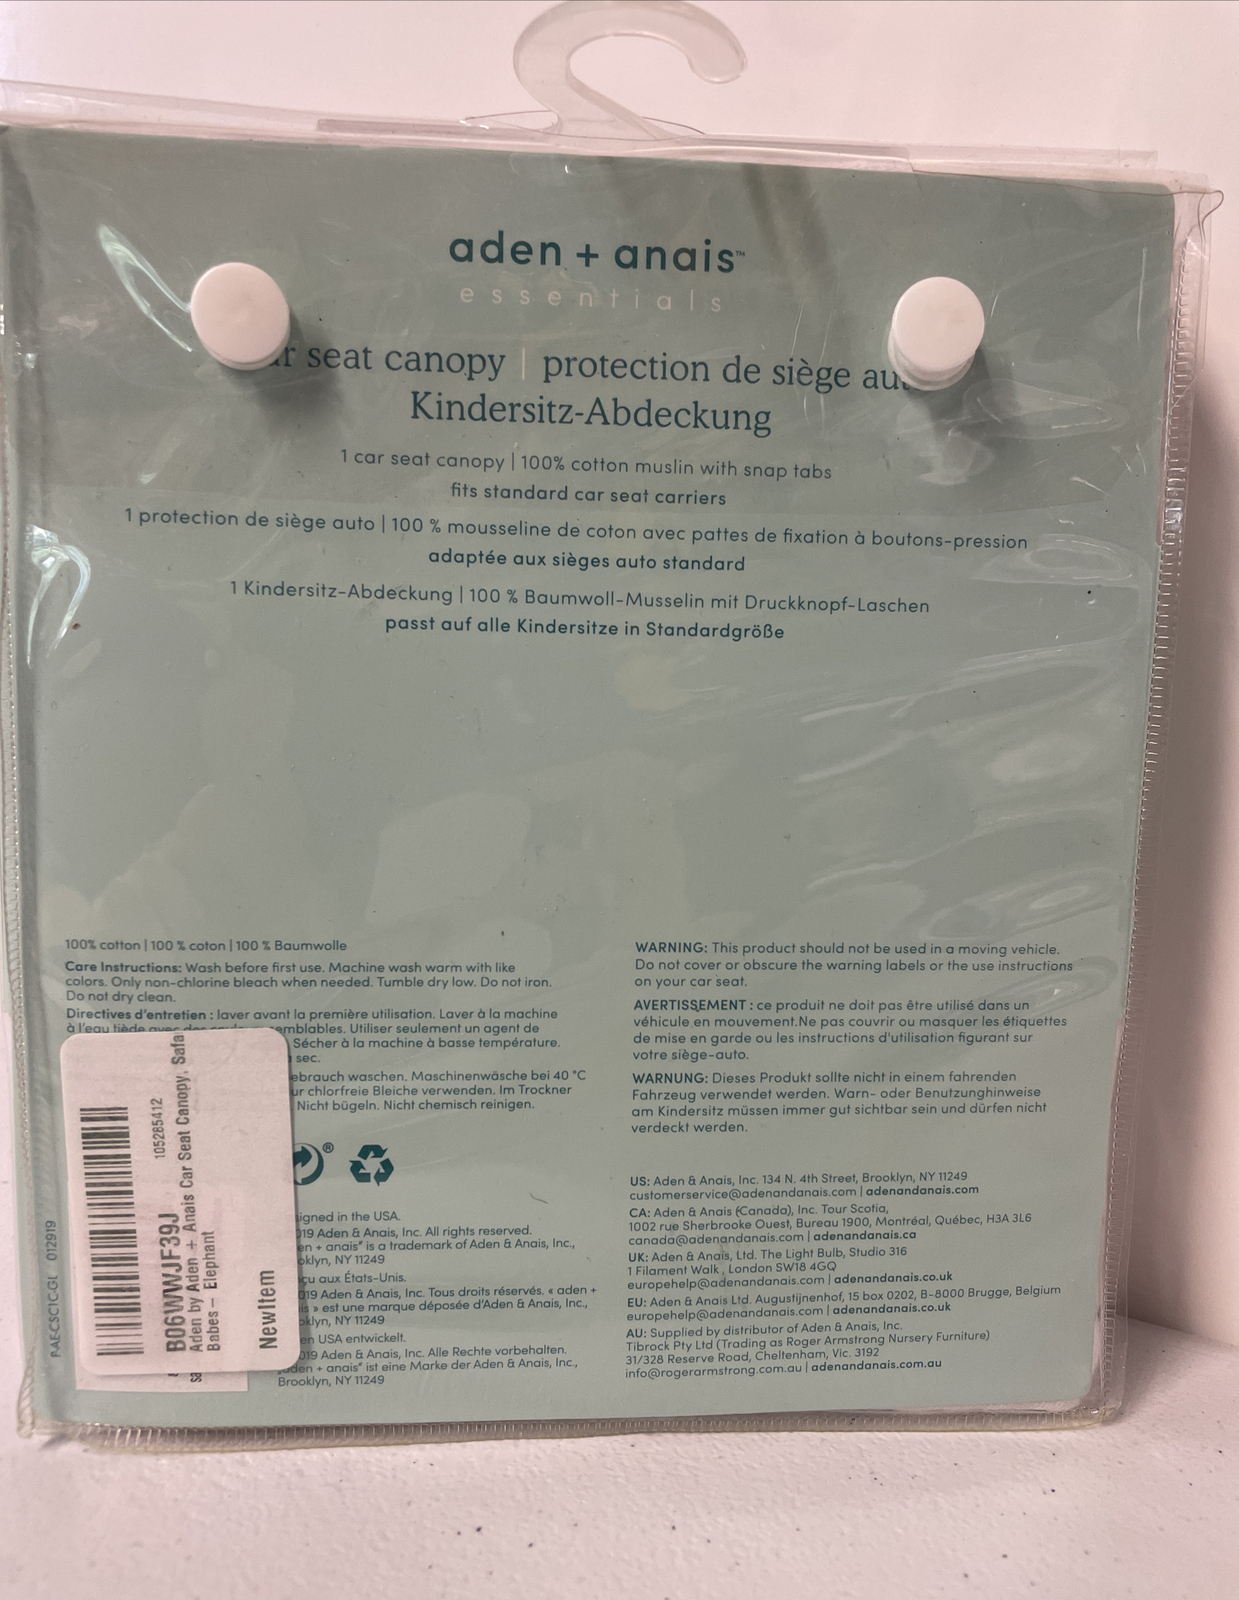 aden + anais™
essentials
seat canopy | protection de siège
Kindersitz-Abdeckung
1 car seat canopy | 100% cotton muslin with snap tabs
fits standard car seat carriers
1 protection de siège auto | 100 % mousseline de coton avec pattes de fixation à boutons-pression
adaptée aux sièges auto standard
1 Kindersitz-Abdeckung | 100 % Baumwoll-Musselin mit Druckknopf-Laschen
passt auf alle Kindersitze in Standardgröße
100% cotton | 100 % coton | 100 % Baumwolle
Care Instructions: Wash before first use. Machine wash warm with like
colors. Only non-chlorine bleach when needed. Tumble dry low. Do not iron.
Do not dry clean.
Directives d'entretien : laver avant la première utilisation. Laver à la machine
à l'eau tiède avec des emblables. Utiliser seulement un agent de
Sécher à la machine à basse température.
sec.
ebrauch waschen. Maschinenwäsche bei 40 °C
ur chlorfreie Bleiche verwenden. Im Trockner
Nicht bügeln. Nicht chemisch reinigen.
®
signed in the USA.
019 Aden & Anais, Inc. All rights reserved.
en + anais® is a trademark of Aden & Anais, Inc.,
oklyn, NY 11249
çu aux États-Unis.
019 Aden & Anais, Inc. Tous droits réservés. « aden +
is » est une marque déposée d'Aden & Anais, Inc.,
oklyn, NY 11249
en USA entwickelt.
019 Aden & Anais, Inc. Alle Rechte vorbehalten.
aden + anais® ist eine Marke der Aden & Anais, Inc.,
Brooklyn, NY 11249
105285412
B06WWJF39J
Aden by Aden + Anais Car Seat Canopy, Safa
Babes – Elephant
NewItem
FAE-CSC1C-GL 012919
WARNING: This product should not be used in a moving vehicle.
Do not cover or obscure the warning labels or the use instructions
on your car seat.
AVERTISSEMENT : ce produit ne doit pas être utilisé dans un
véhicule en mouvement.Ne pas couvrir ou masquer les étiquettes
de mise en garde ou les instructions d'utilisation figurant sur
votre siège-auto.
WARNUNG: Dieses Produkt sollte nicht in einem fahrenden
Fahrzeug verwendet werden. Warn- oder Benutzunghinweise
am Kindersitz müssen immer gut sichtbar sein und dürfen nicht
verdeckt werden.
US: Aden & Anais, Inc. 134 N. 4th Street, Brooklyn, NY 11249
customerservice@adenandanais.com | adenandanais.com
CA: Aden & Anais (Canada), Inc. Tour Scotia,
1002 rue Sherbrooke Ouest, Bureau 1900, Montréal, Québec, H3A 3L6
canada@adenandanais.com | adenandanais.ca
UK: Aden & Anais, Ltd. The Light Bulb, Studio 316
1 Filament Walk , London SW18 4GQ
europehelp@adenandanais.com | adenandanais.co.uk
EU: Aden & Anais Ltd. Augustijnenhof, 15 box 0202, B-8000 Brugge, Belgium
europehelp@adenandanais.com | adenandanais.co.uk
AU: Supplied by distributor of Aden & Anais, Inc.
Tibrock Pty Ltd (Trading as Roger Armstrong Nursery Furniture)
31/328 Reserve Road, Cheltenham, Vic. 3192
info@rogerarmstrong.com.au | adenandanais.com.au